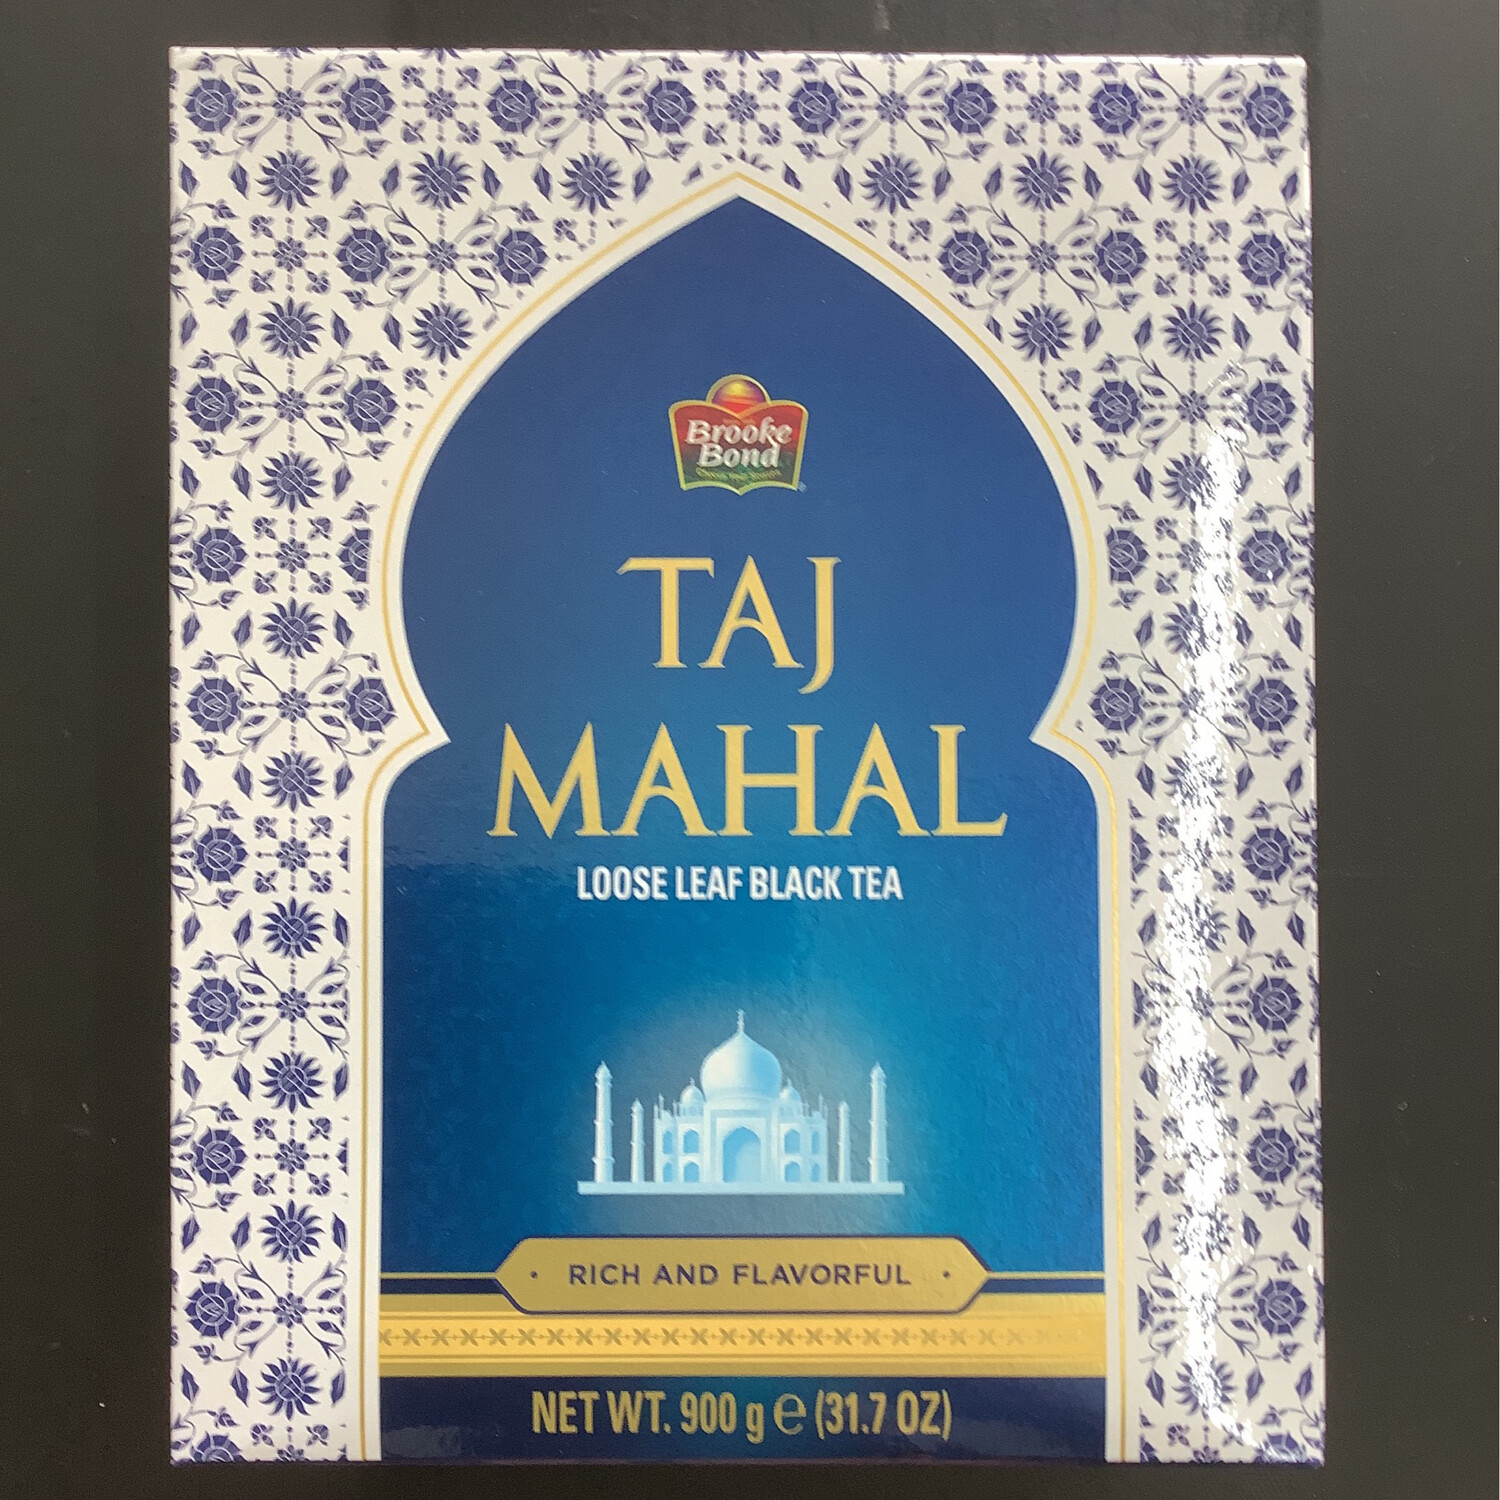 Brooke
Bond
TAJ
MAHAL
LOOSE LEAF BLACK TEA
RICH AND FLAVORFUL
NET WT. 900 g ℮ (31.7 OZ)